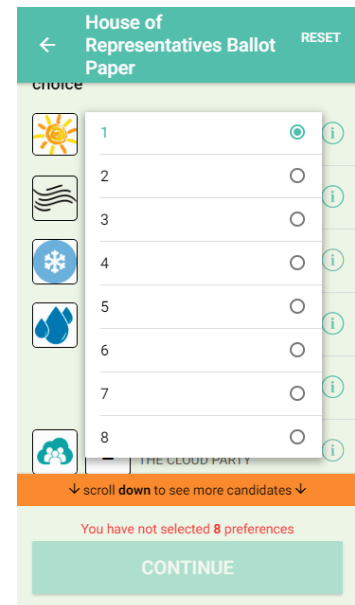 House of
Representatives Ballot
Paper
RESET
choice
1
2
3
4
5
6
7
8
THE CLOUD PARTY
↓ scroll down to see more candidates ↓
You have not selected 8 preferences
CONTINUE